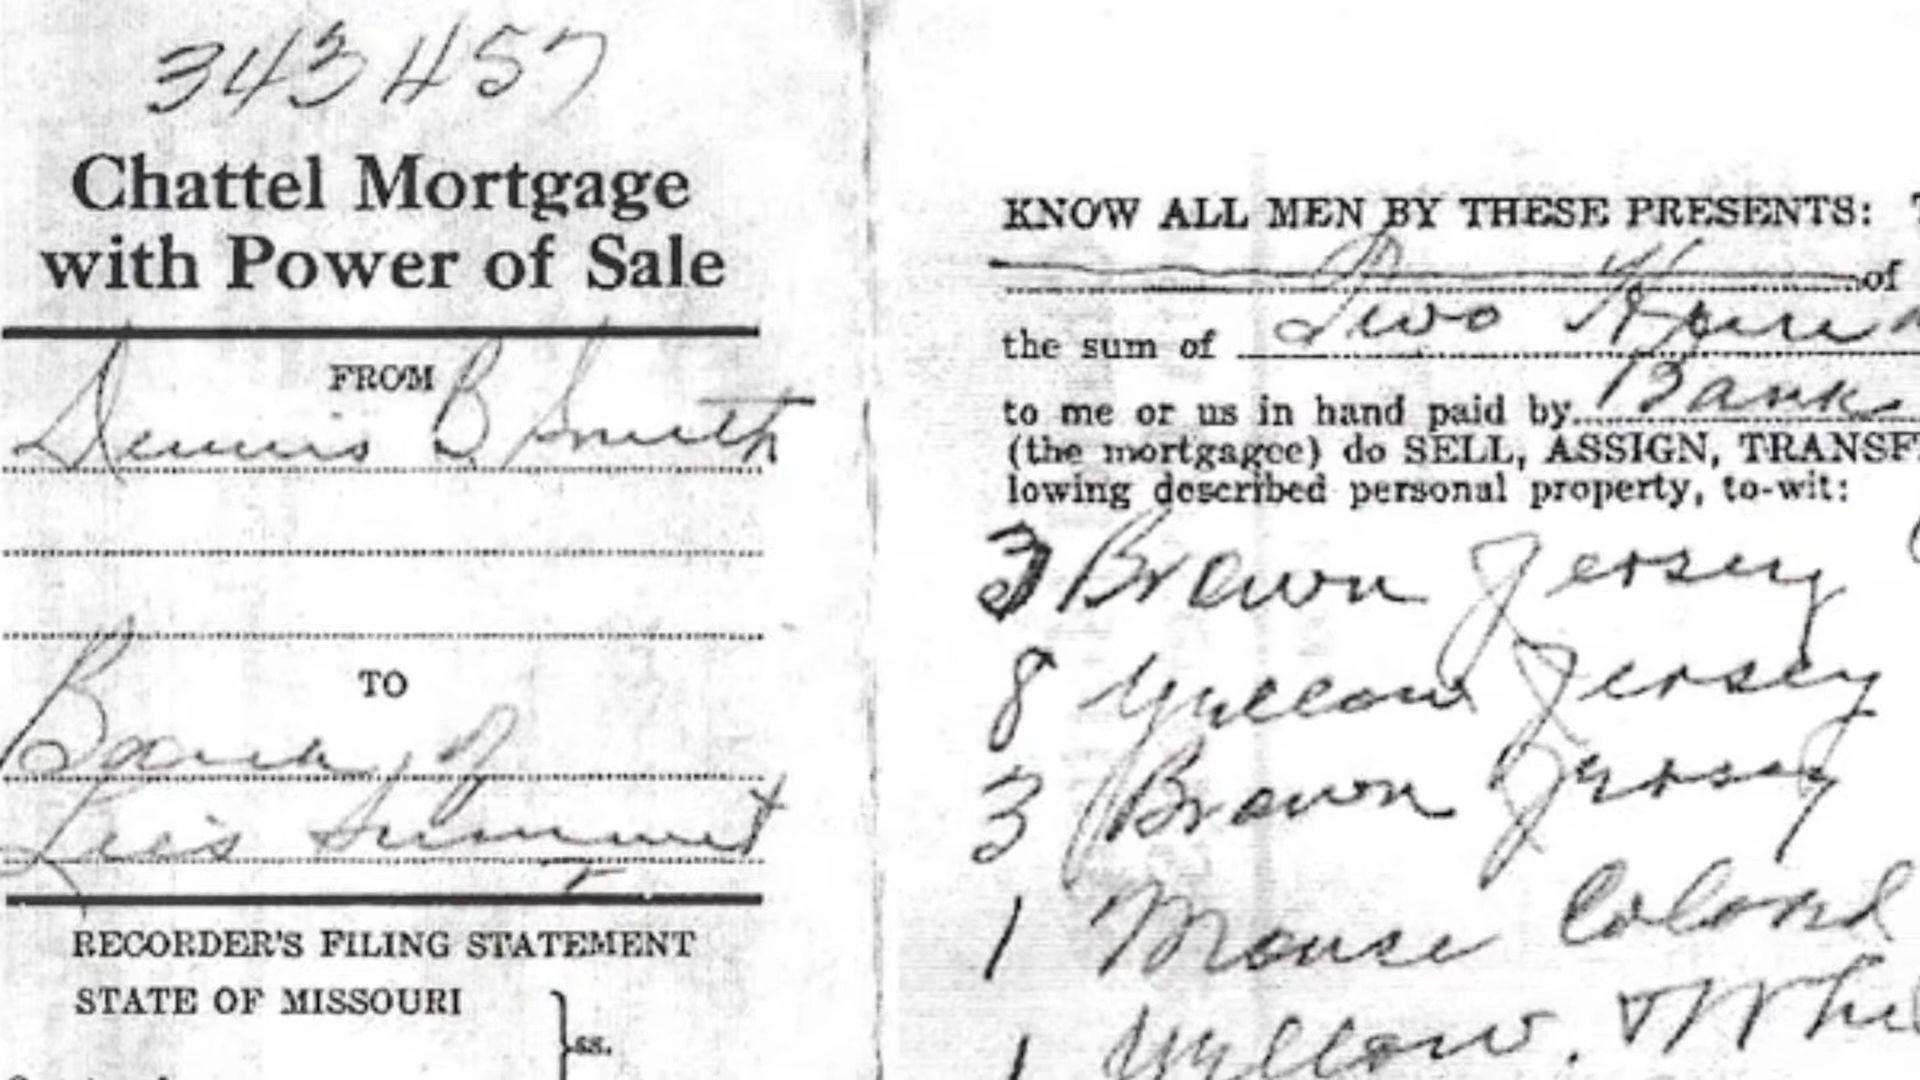 343457
Chattel Mortgage
with Power of Sale
FROM
Dennis B. Smith
TO
Bank of
Lee's Summit
RECORDER'S FILING STATEMENT
STATE OF MISSOURI
ss.
KNOW ALL MEN BY THESE PRESENTS:
of
the sum of Two
to me or us in hand paid by Bank
(the mortgagee) do SELL, ASSIGN, TRANSF
lowing described personal property, to-wit:
3 Brown Jersey
8 Yellow Jersey
3 Brown Jersey
1 Mouse Colord
1 Yellow, + Whi